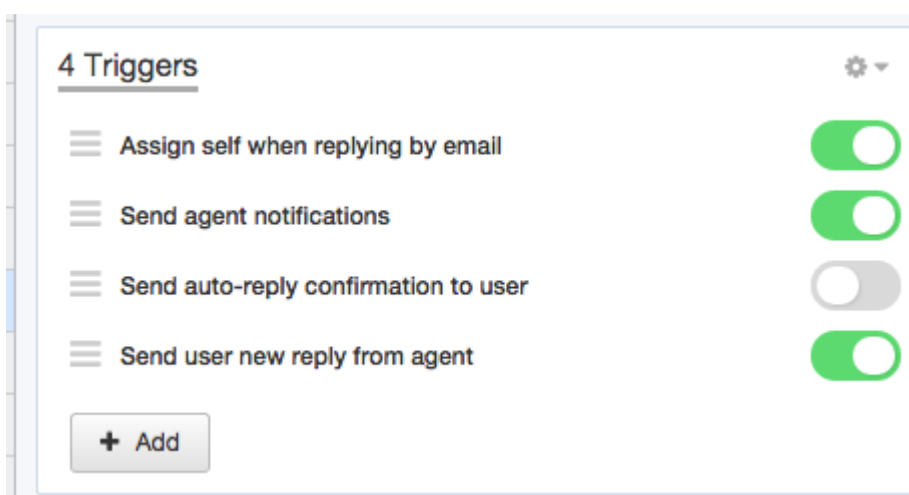 4 Triggers
Assign self when replying by email
Send agent notifications
Send auto-reply confirmation to user
Send user new reply from agent
+ Add